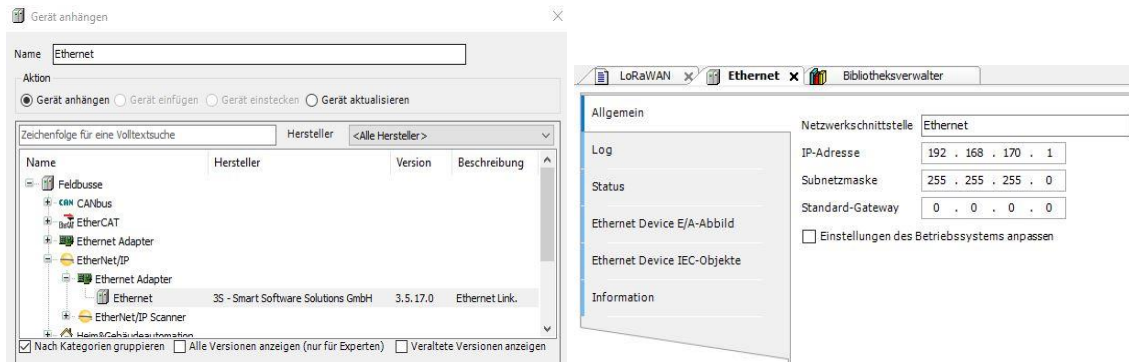 Gerät anhängen
Name Ethernet
Aktion
Gerät anhängen Gerät einfügen Gerät einstecken Gerät aktualisieren
Zeichenfolge für eine Volltextsuche Hersteller <Alle Hersteller>
Name Hersteller Version Beschreibung
Feldbusse
CAN CANbus
EtherCAT
Ethernet Adapter
EtherNet/IP
Ethernet Adapter
Ethernet 3S - Smart Software Solutions GmbH 3.5.17.0 Ethernet Link.
EtherNet/IP Scanner
Heim&Gebäudeautomation
Nach Kategorien gruppieren Alle Versionen anzeigen (nur für Experten) Veraltete Versionen anzeigen
LoRaWAN Ethernet Bibliotheksverwalter
Allgemein
Log
Status
Ethernet Device E/A-Abbild
Ethernet Device IEC-Objekte
Information
Netzwerkschnittstelle Ethernet
IP-Adresse 192 . 168 . 170 . 1
Subnetzmaske 255 . 255 . 255 . 0
Standard-Gateway 0 . 0 . 0 . 0
Einstellungen des Betriebssystems anpassen